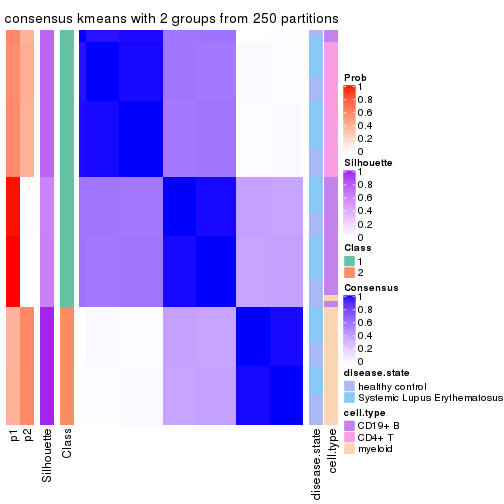 consensus kmeans with 2 groups from 250 partitions
Prob
1
0.8
0.6
0.4
0.2
0
Silhouette
1
0.8
0.6
0.4
0.2
0
Class
1
2
Consensus
1
0.8
0.6
0.4
0.2
0
disease.state
healthy control
Systemic Lupus Erythematosus
cell.type
CD19+ B
CD4+ T
myeloid
p1
p2
Silhouette
Class
disease.state
cell.type